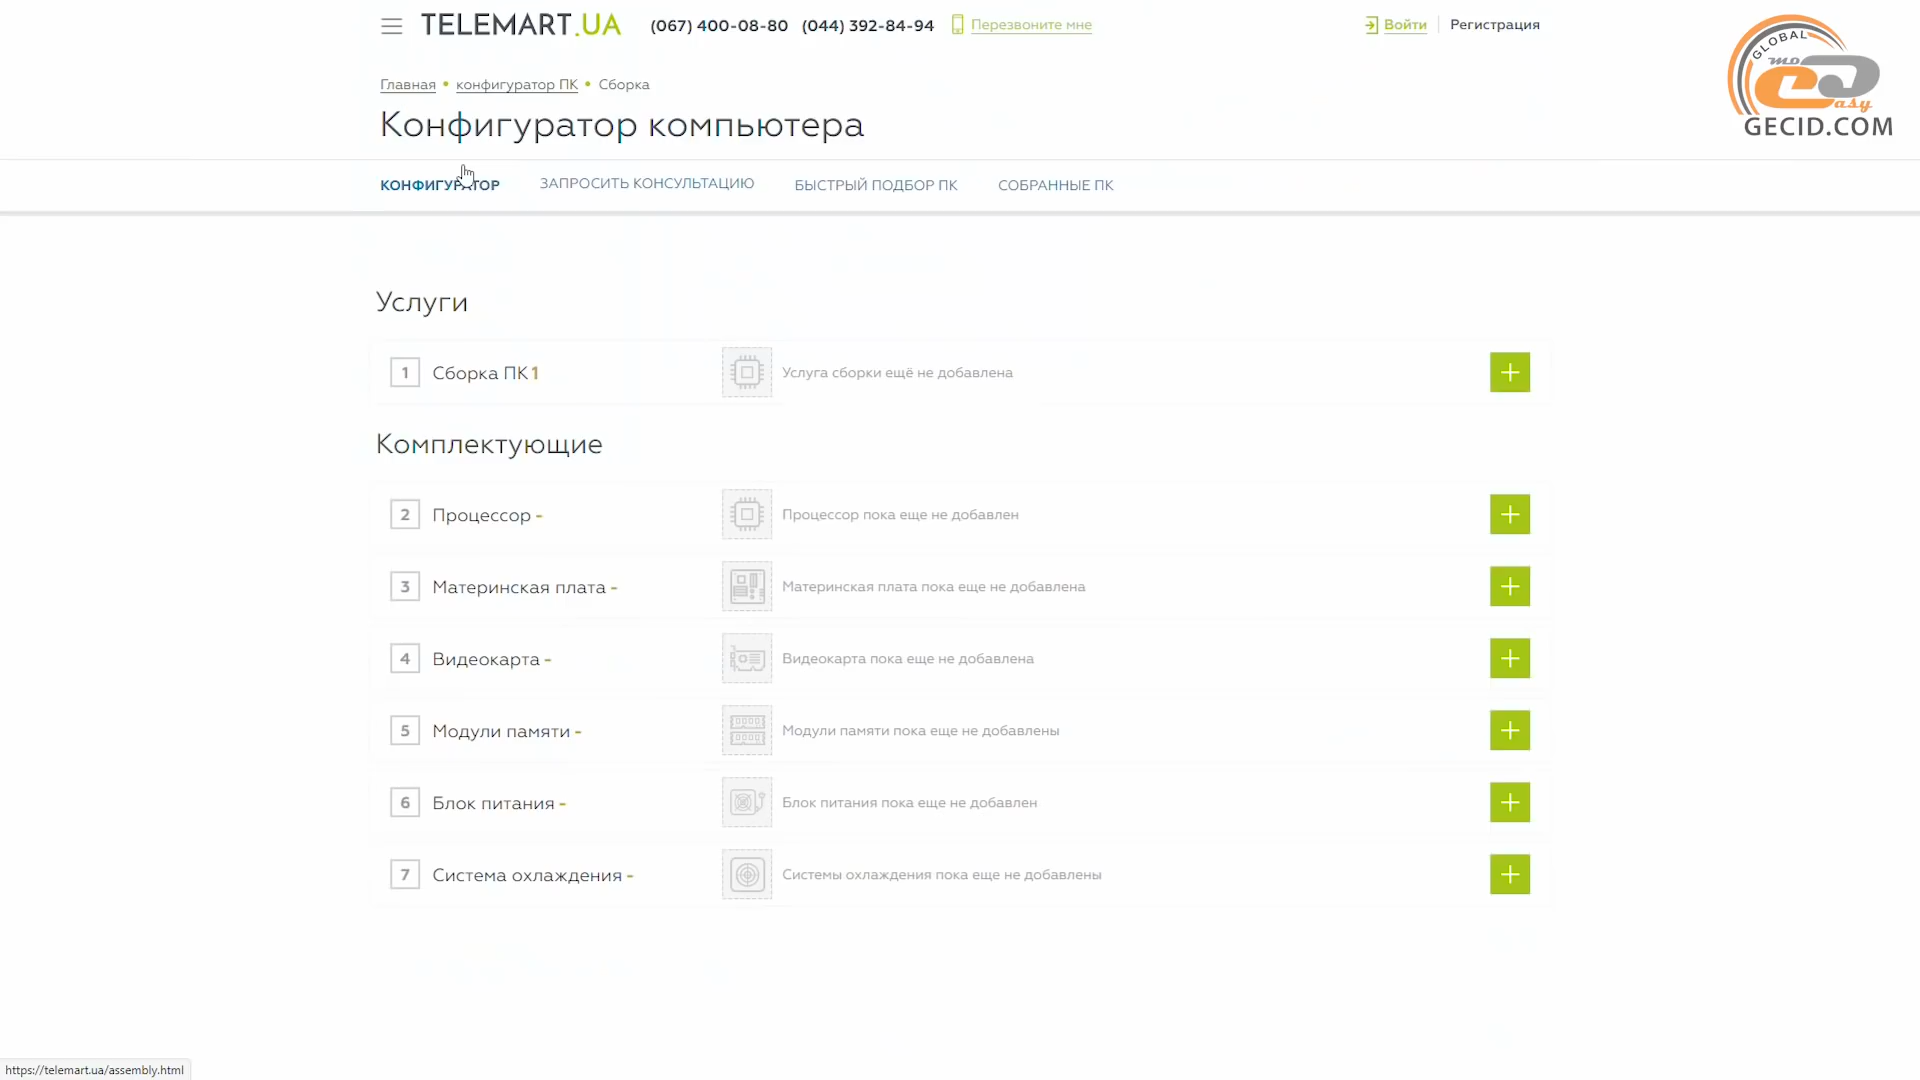 TELEMART.UA (067) 400-08-80 (044) 392-84-94 Перезвоните мне Войти Регистрация
GLOBAL
mo
easy
GECID.COM
Главная • конфигуратор ПК • Сборка
Конфигуратор компьютера
КОНФИГУРАТОР ЗАПРОСИТЬ КОНСУЛЬТАЦИЮ БЫСТРЫЙ ПОДБОР ПК СОБРАННЫЕ ПК
Услуги
1 Сборка ПК 1 Услуга сборки ещё не добавлена +
Комплектующие
2 Процессор - Процессор пока еще не добавлен +
3 Материнская плата - Материнская плата пока еще не добавлена +
4 Видеокарта - Видеокарта пока еще не добавлена +
5 Модули памяти - Модули памяти пока еще не добавлены +
6 Блок питания - Блок питания пока еще не добавлен +
7 Система охлаждения - Системы охлаждения пока еще не добавлены +
https://telemart.ua/assembly.html